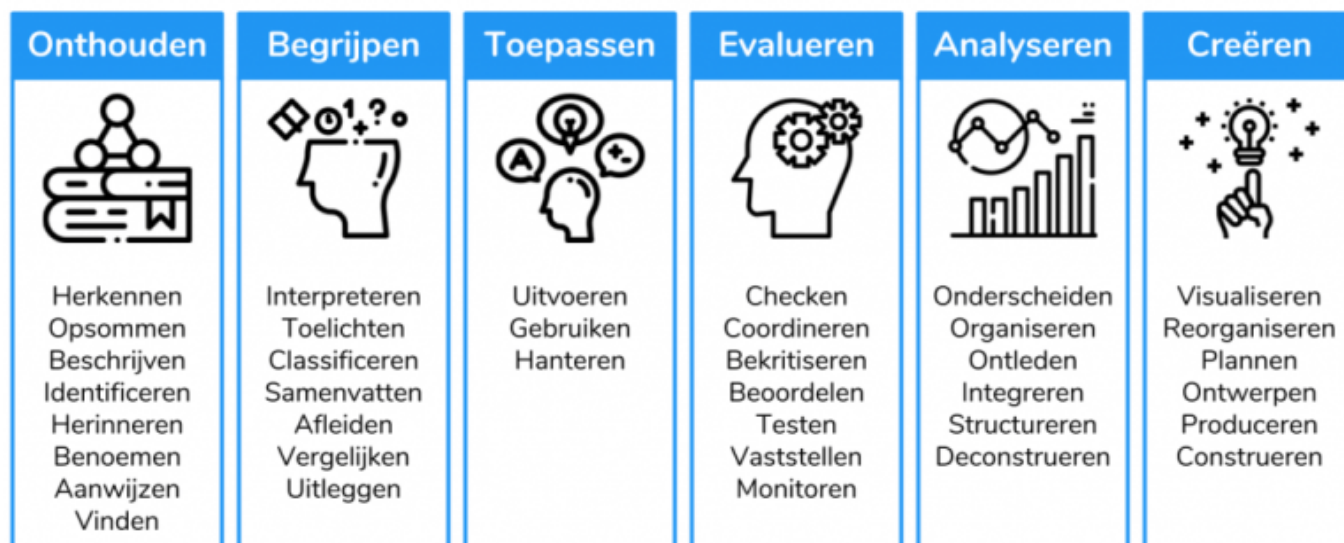 Onthouden
Herkennen
Opsommen
Beschrijven
Identificeren
Herinneren
Benoemen
Aanwijzen
Vinden
Begrijpen
1 ?
+
Interpreteren
Toelichten
Classificeren
Samenvatten
Afleiden
Vergelijken
Uitleggen
Toepassen
A
+-
Uitvoeren
Gebruiken
Hanteren
Evalueren
Checken
Coordineren
Bekritiseren
Beoordelen
Testen
Vaststellen
Monitoren
Analyseren
Onderscheiden
Organiseren
Ontleden
Integreren
Structureren
Deconstrueren
Creëren
Visualiseren
Reorganiseren
Plannen
Ontwerpen
Produceren
Construeren